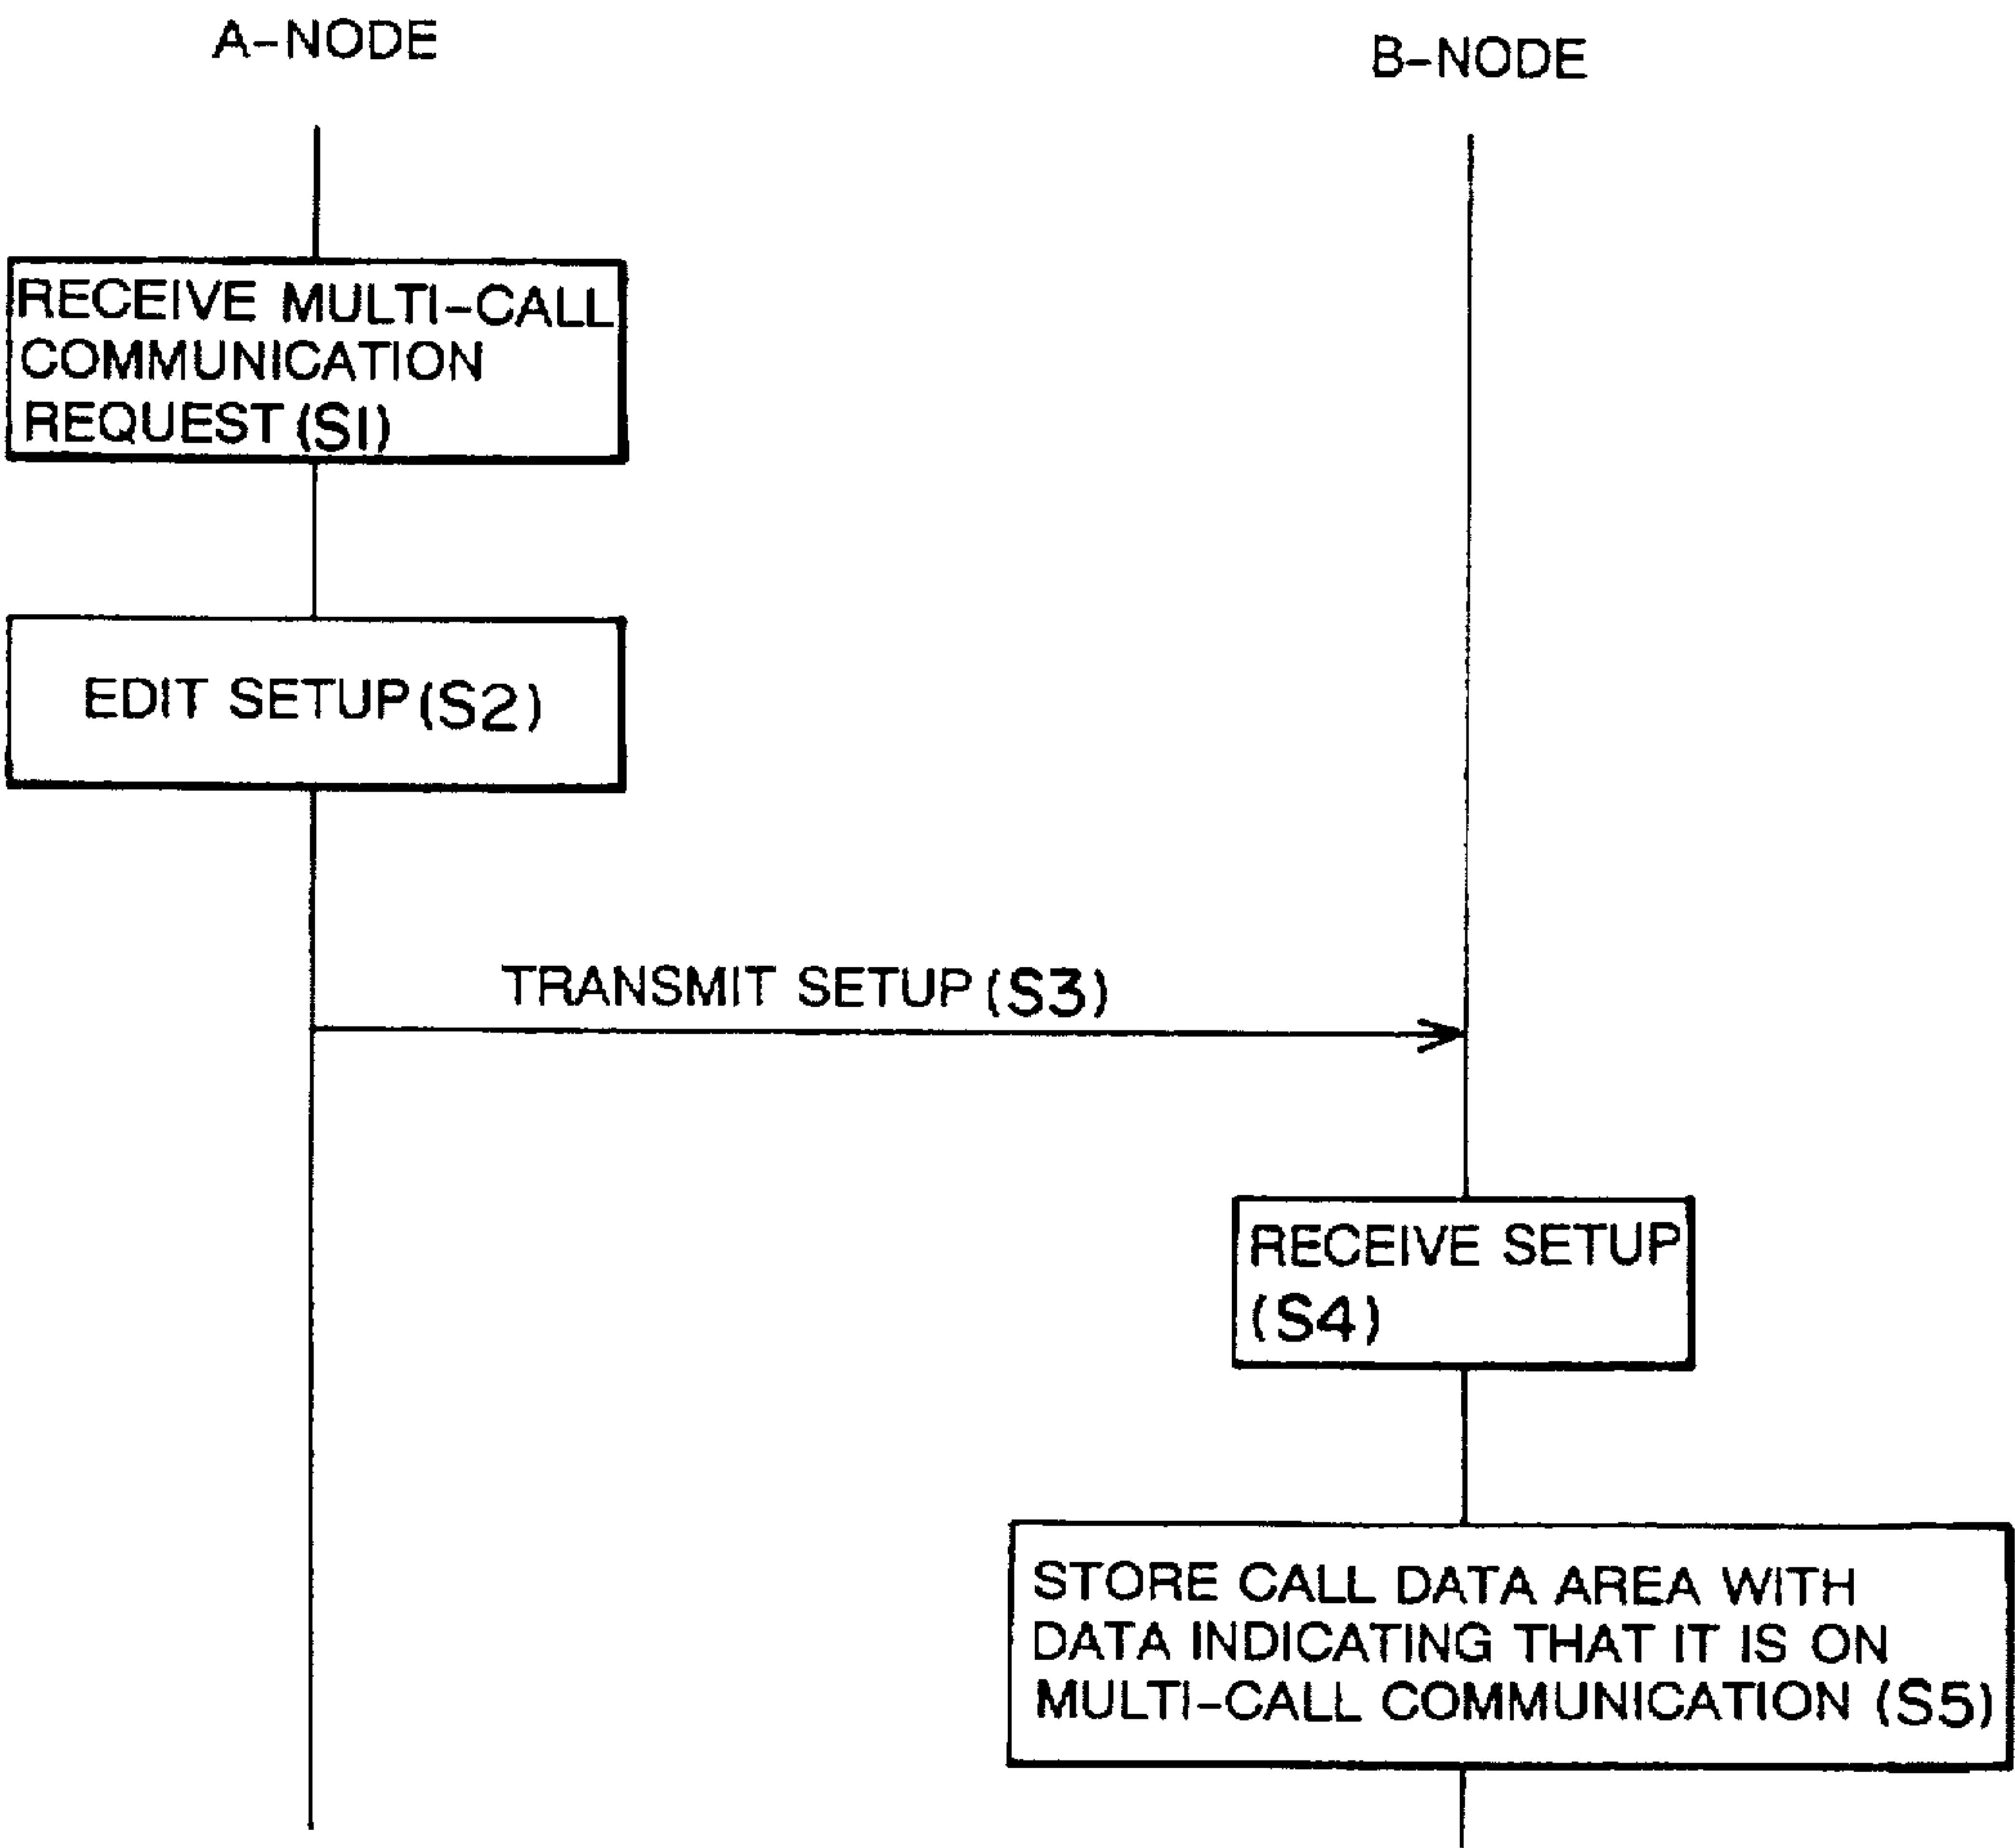 A-NODE
B-NODE
RECEIVE MULTI-CALL
COMMUNICATION
REQUEST (S1)
EDIT SETUP (S2)
TRANSMIT SETUP (S3)
RECEIVE SETUP
(S4)
STORE CALL DATA AREA WITH
DATA INDICATING THAT IT IS ON
MULTI-CALL COMMUNICATION (S5)